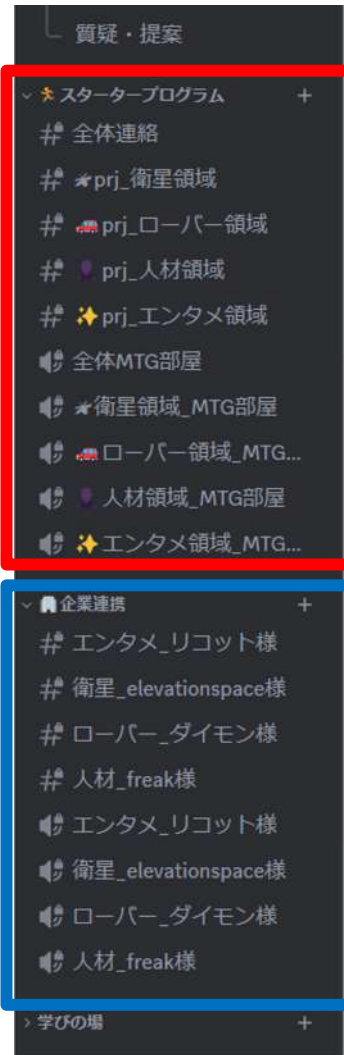 質疑・提案
スタータープログラム
全体連絡
prj_衛星領域
prj_ローバー領域
prj_人材領域
prj_エンタメ領域
全体MTG部屋
衛星領域_MTG部屋
ローバー領域_MTG...
人材領域_MTG部屋
エンタメ領域_MTG...
企業連携
エンタメ_リコット様
衛星_elevationspace様
ローバー_ダイモン様
人材_freak様
エンタメ_リコット様
衛星_elevationspace様
ローバー_ダイモン様
人材_freak様
学びの場